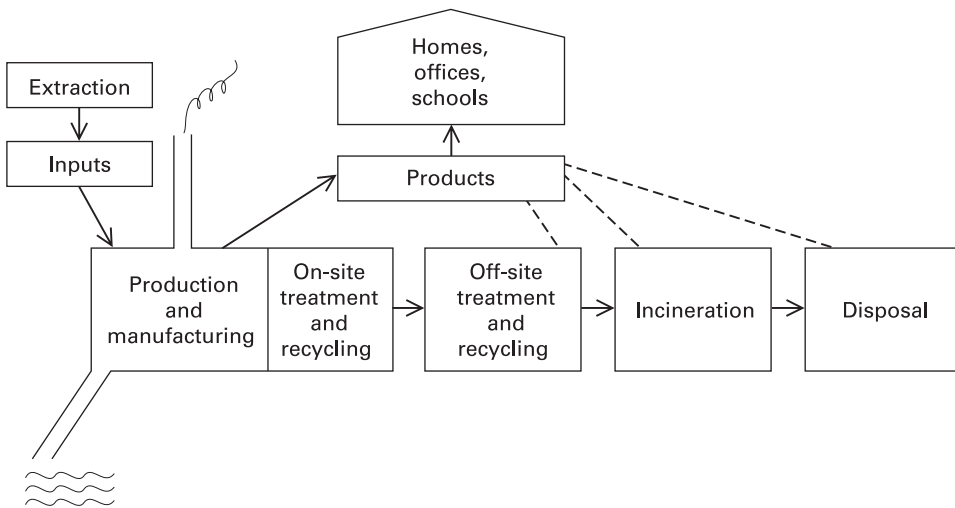 Extraction
Inputs
Homes,
offices,
schools
Products
Production
and
manufacturing
On-site
treatment
and
recycling
Off-site
treatment
and
recycling
Incineration
Disposal